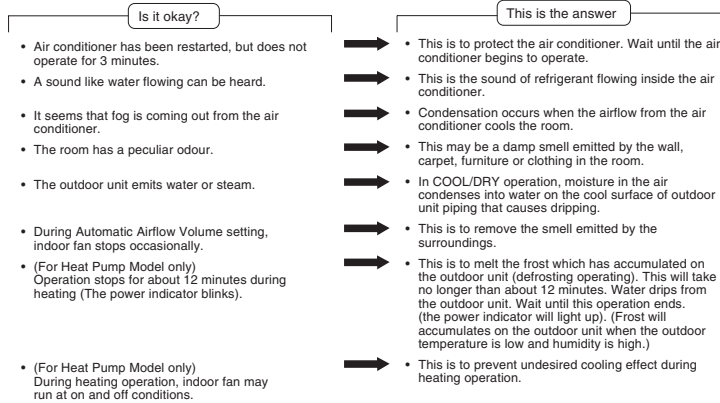 Is it okay?
This is the answer
• Air conditioner has been restarted, but does not
operate for 3 minutes.
• This is to protect the air conditioner. Wait until the air
conditioner begins to operate.
• A sound like water flowing can be heard.
• This is the sound of refrigerant flowing inside the air
conditioner.
• It seems that fog is coming out from the air
conditioner.
• Condensation occurs when the airflow from the air
conditioner cools the room.
• The room has a peculiar odour.
• This may be a damp smell emitted by the wall,
carpet, furniture or clothing in the room.
• The outdoor unit emits water or steam.
• In COOL/DRY operation, moisture in the air
condenses into water on the cool surface of outdoor
unit piping that causes dripping.
• During Automatic Airflow Volume setting,
indoor fan stops occasionally.
• This is to remove the smell emitted by the
surroundings.
• (For Heat Pump Model only)
Operation stops for about 12 minutes during
heating (The power indicator blinks).
• This is to melt the frost which has accumulated on
the outdoor unit (defrosting operating). This will take
no longer than about 12 minutes. Water drips from
the outdoor unit. Wait until this operation ends.
(the power indicator will light up). (Frost will
accumulates on the outdoor unit when the outdoor
temperature is low and humidity is high.)
• (For Heat Pump Model only)
During heating operation, indoor fan may
run at on and off conditions.
• This is to prevent undesired cooling effect during
heating operation.